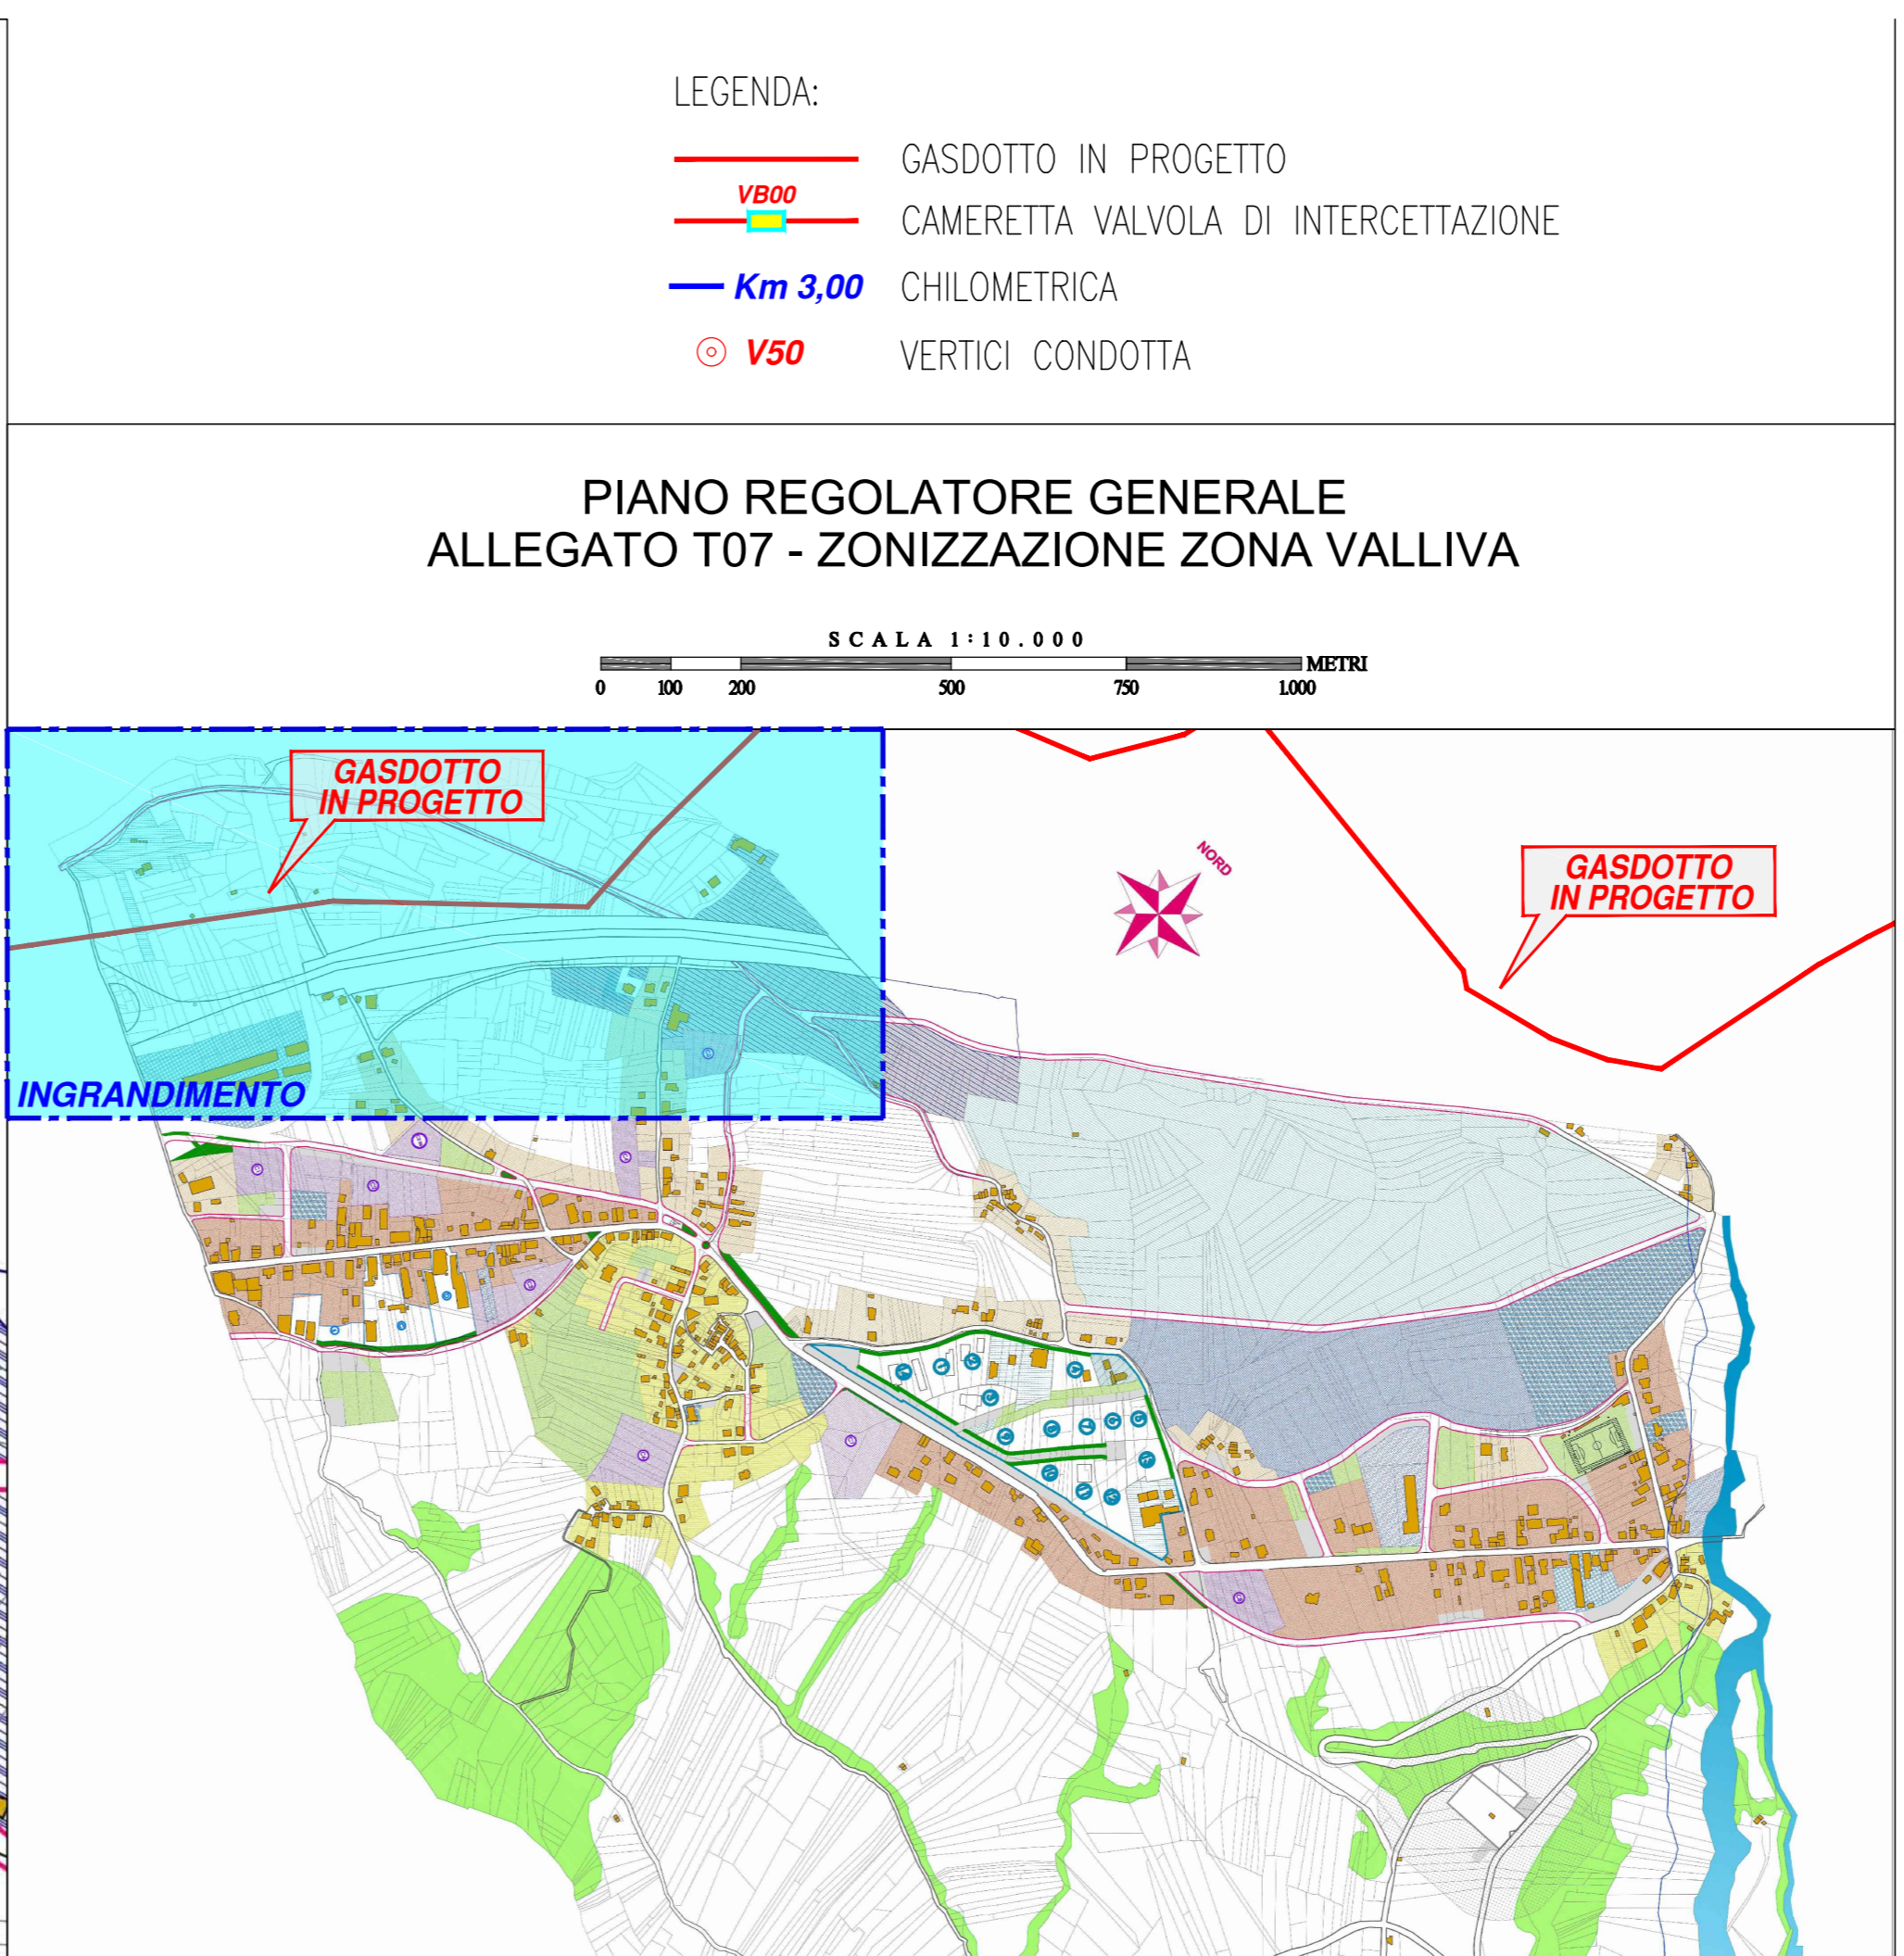 LEGENDA:
GASDOTTO IN PROGETTO
VB00
CAMERETTA VALVOLA DI INTERCETTAZIONE
Km 3,00 CHILOMETRICA
V50 VERTICI CONDOTTA
PIANO REGOLATORE GENERALE
ALLEGATO T07 - ZONIZZAZIONE ZONA VALLIVA
SCALA 1:10.000
METRI
0 100 200 500 750 1.000
GASDOTTO
IN PROGETTO
NORD
GASDOTTO
IN PROGETTO
INGRANDIMENTO